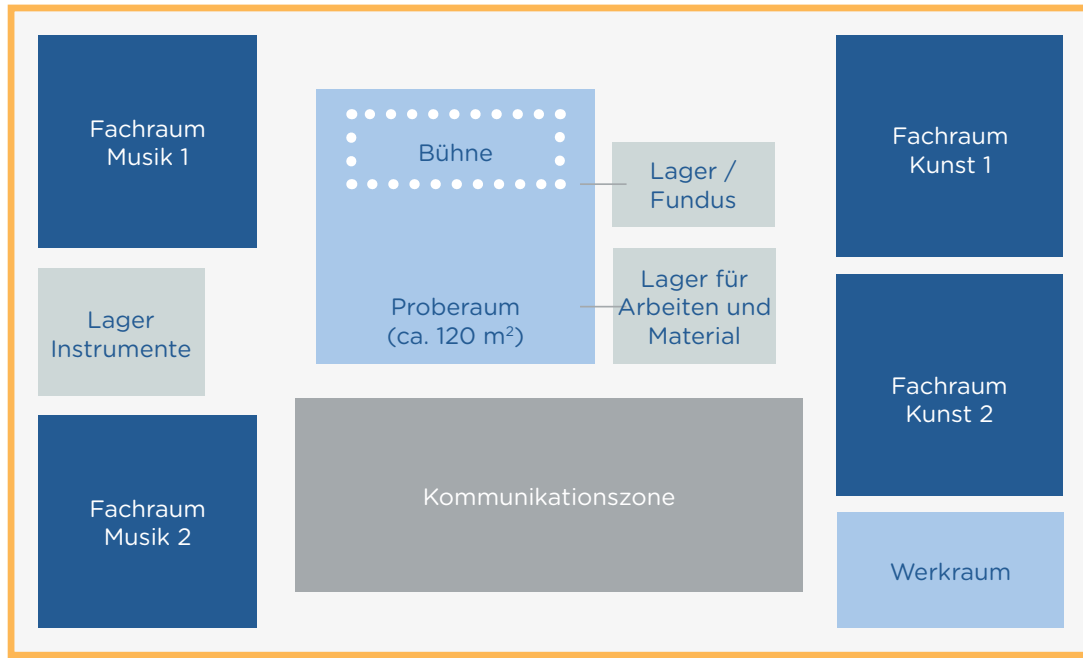 Fachraum
Musik 1
Lager
Instrumente
Fachraum
Musik 2
Bühne
Proberaum
(ca. 120 m²)
Lager /
Fundus
Lager für
Arbeiten und
Material
Kommunikationszone
Fachraum
Kunst 1
Fachraum
Kunst 2
Werkraum